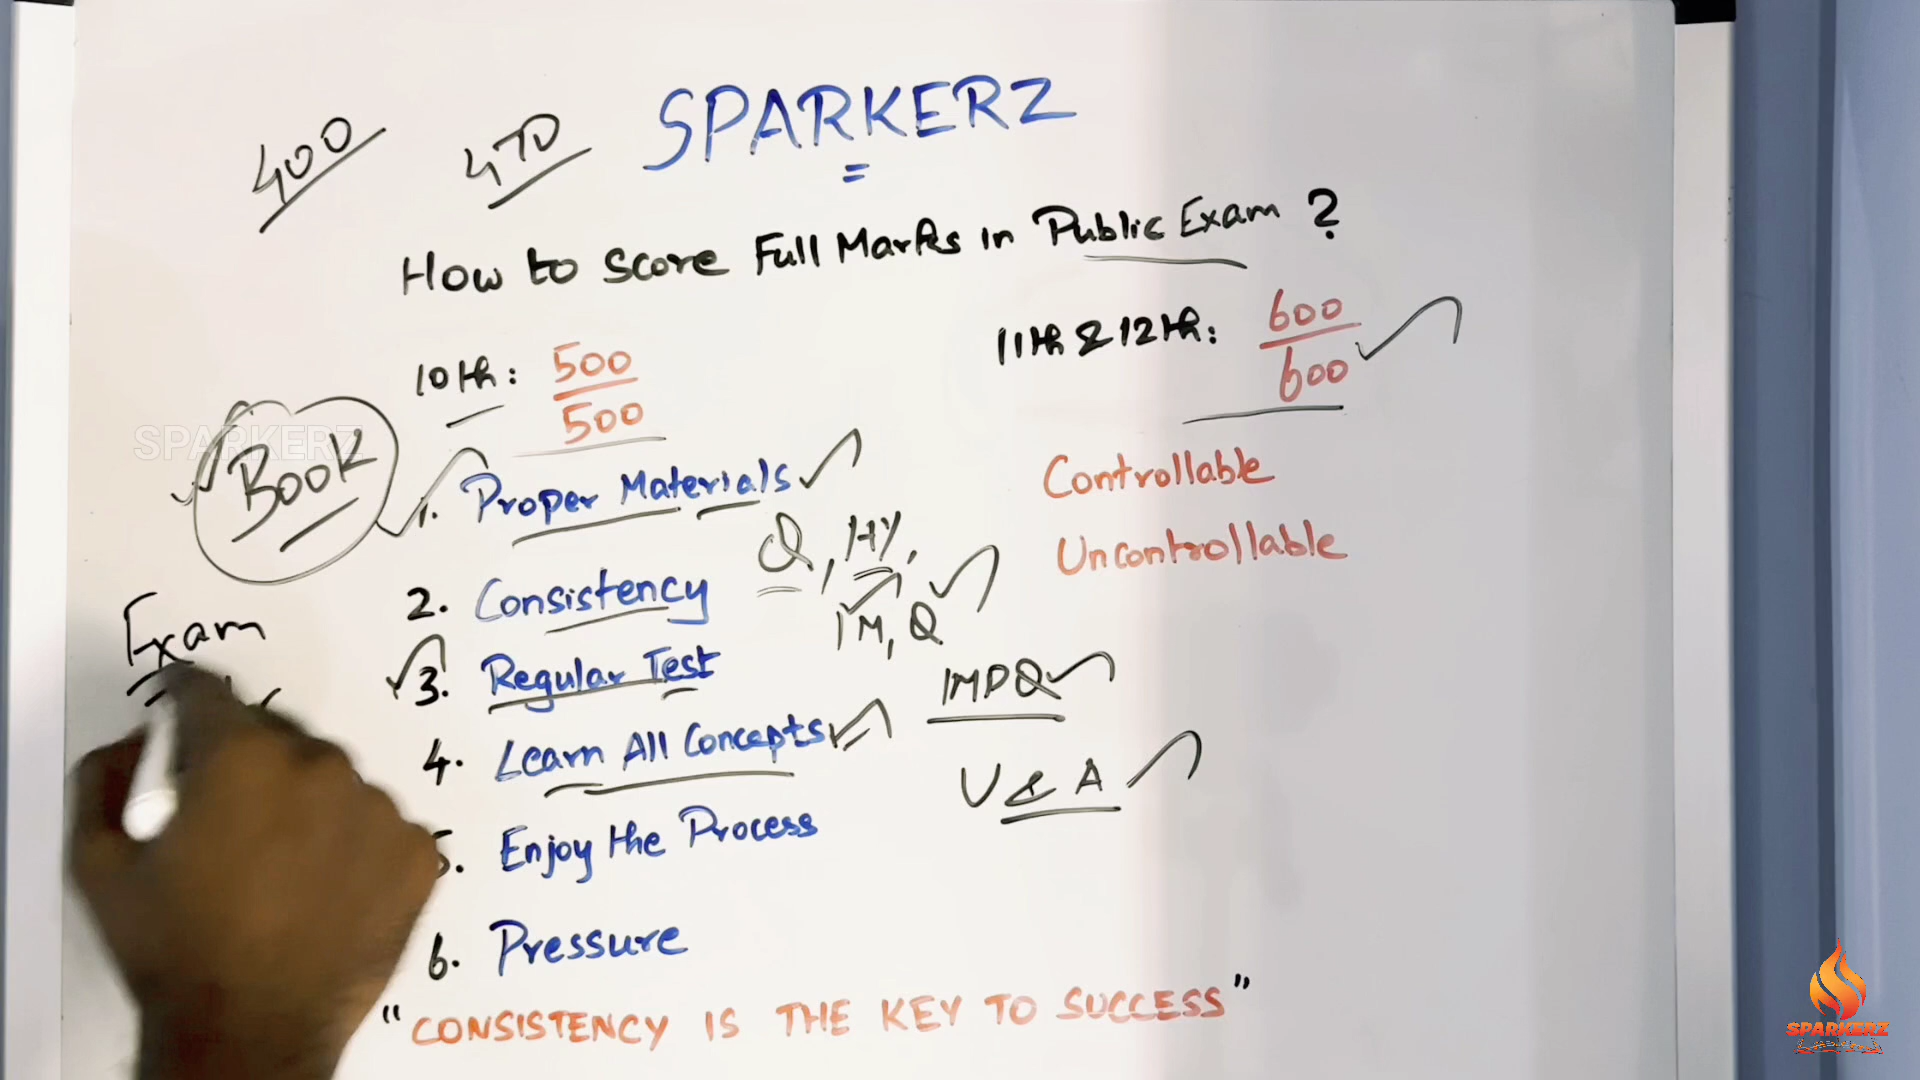 SPARKERZ
400
470
How to score Full Marks in Public Exam ?
10th : 500/500
11th & 12th : 600/600
SPARKERZ
Book
1. Proper Materials
Controllable
Q, HY,
Uncontrollable
2. Consistency
1M, Q
Exam
3. Regular Test
IMPQ
4. Learn All Concepts
U & A
5. Enjoy the Process
6. Pressure
"CONSISTENCY IS THE KEY TO SUCCESS"
SPARKERZ